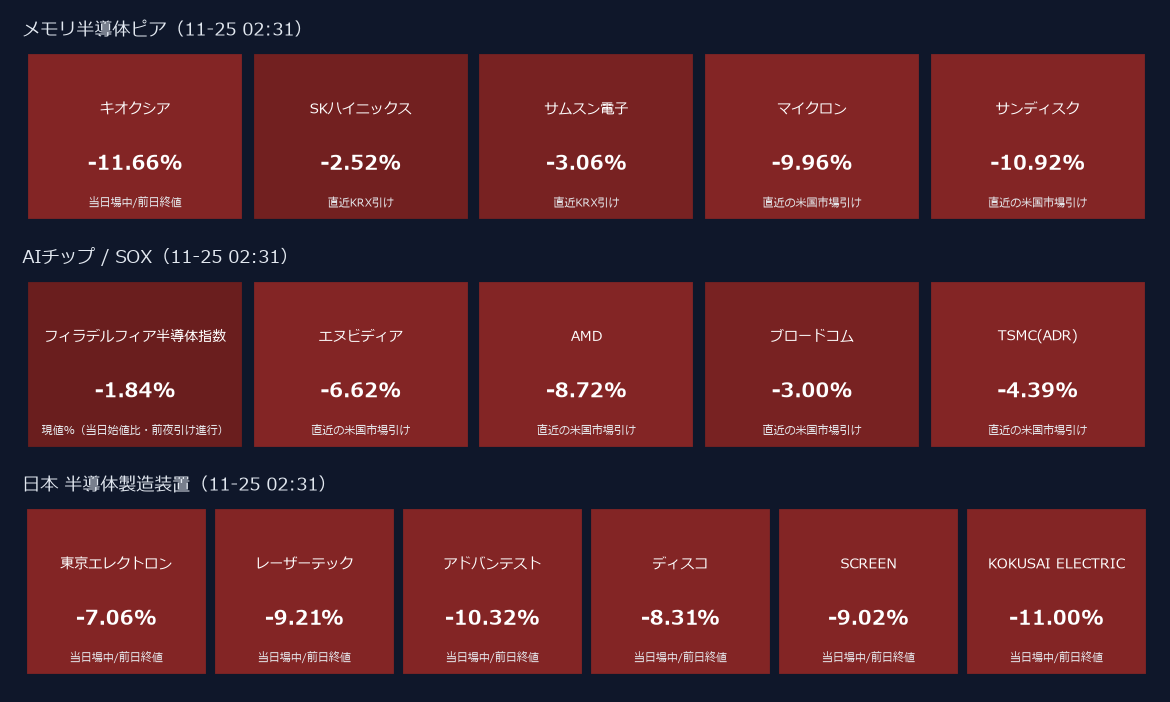 メモリ半導体ピア（11-25 02:31）
キオクシア
-11.66%
当日場中/前日終値
SKハイニックス
-2.52%
直近KRX引け
サムスン電子
-3.06%
直近KRX引け
マイクロン
-9.96%
直近の米国市場引け
サンディスク
-10.92%
直近の米国市場引け
AIチップ / SOX（11-25 02:31）
フィラデルフィア半導体指数
-1.84%
現値%（当日始値比・前夜引け進行）
エヌビディア
-6.62%
直近の米国市場引け
AMD
-8.72%
直近の米国市場引け
ブロードコム
-3.00%
直近の米国市場引け
TSMC(ADR)
-4.39%
直近の米国市場引け
日本 半導体製造装置（11-25 02:31）
東京エレクトロン
-7.06%
当日場中/前日終値
レーザーテック
-9.21%
当日場中/前日終値
アドバンテスト
-10.32%
当日場中/前日終値
ディスコ
-8.31%
当日場中/前日終値
SCREEN
-9.02%
当日場中/前日終値
KOKUSAI ELECTRIC
-11.00%
当日場中/前日終値